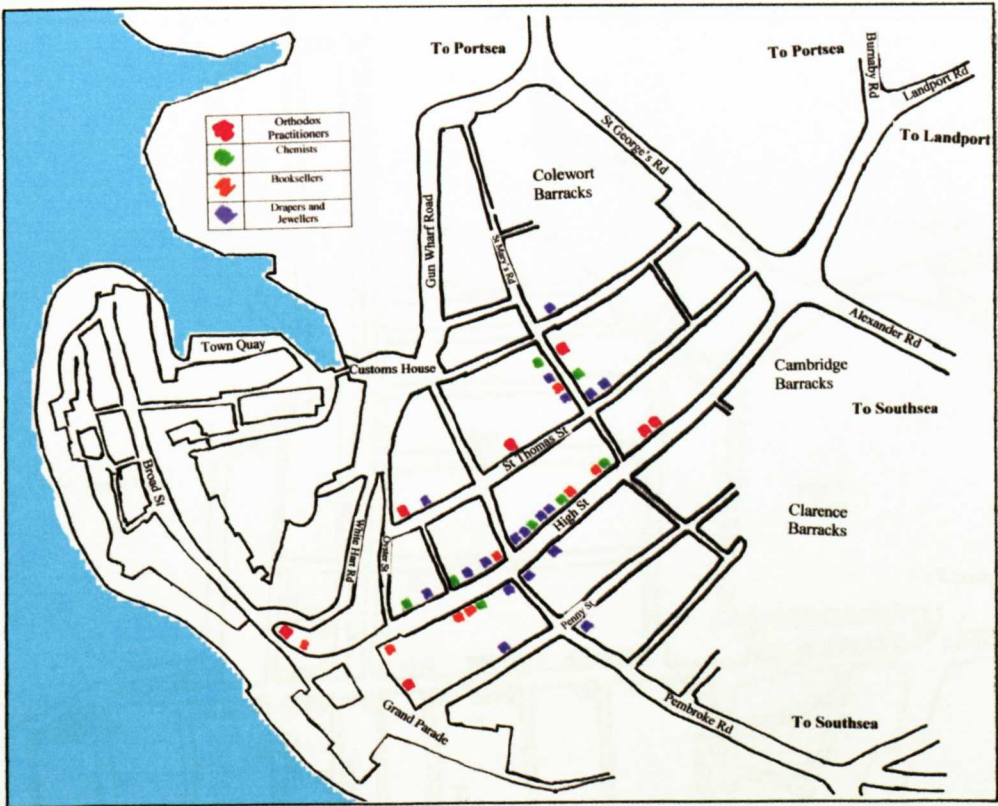 To Portsea
To Portsea
Burnaby Rd
Landport Rd
To Landport
Orthodox
Practitioners
Chemists
Booksellers
Drapers and
Jewellers
St George's Rd
Colewort
Barracks
Gun Wharf Road
St Mary's Rd
Alexander Rd
Town Quay
Customs House
Cambridge
Barracks
To Southsea
St Thomas St
Broad St
High St
Clarence
Barracks
White Hart Rd
Oyster St
Penny St
Grand Parade
Pembroke Rd
To Southsea